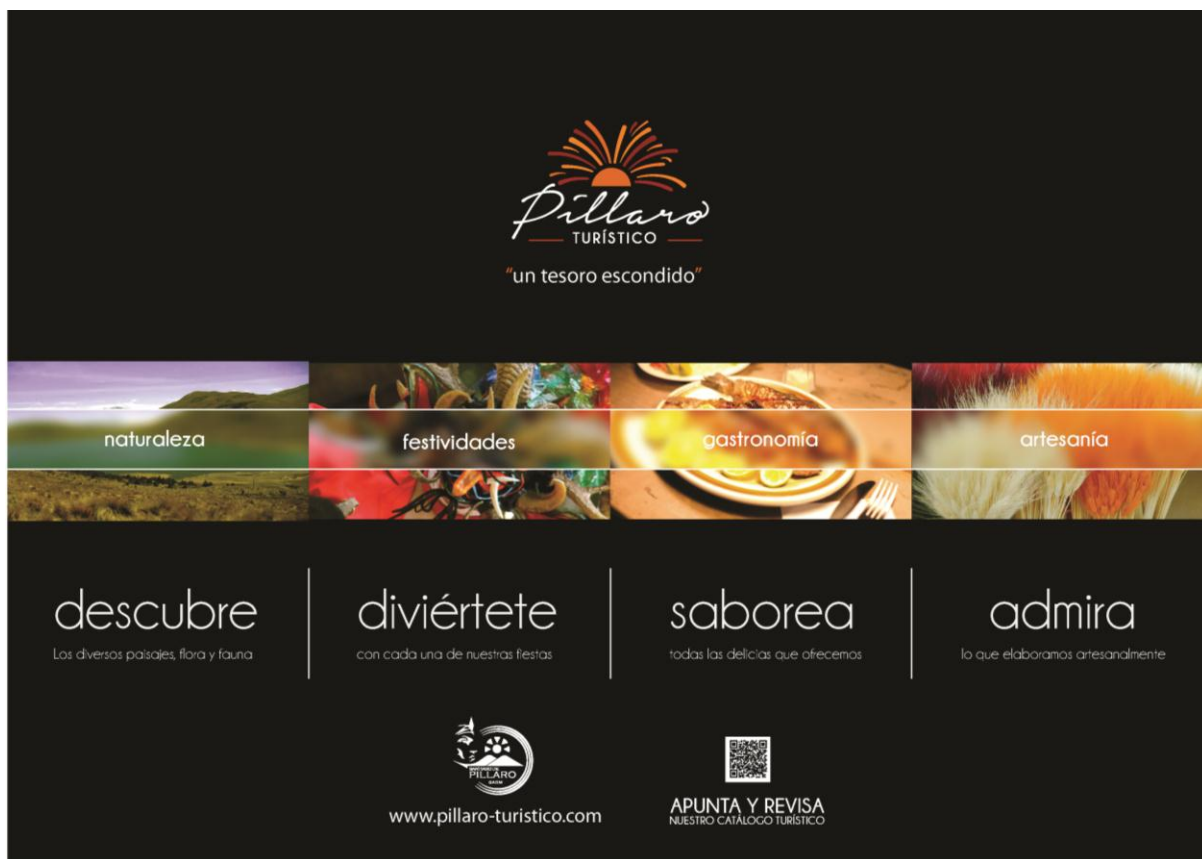 Píllaro
TURÍSTICO
"un tesoro escondido"
naturaleza
festividades
gastronomía
artesanía
descubre
Los diversos paisajes, flora y fauna
diviértete
con cada una de nuestras fiestas
saborea
todas las delicias que ofrecemos
admira
lo que elaboramos artesanalmente
PÍLLARO
www.pillaro-turistico.com
APUNTA Y REVISA
NUESTRO CATÁLOGO TURÍSTICO